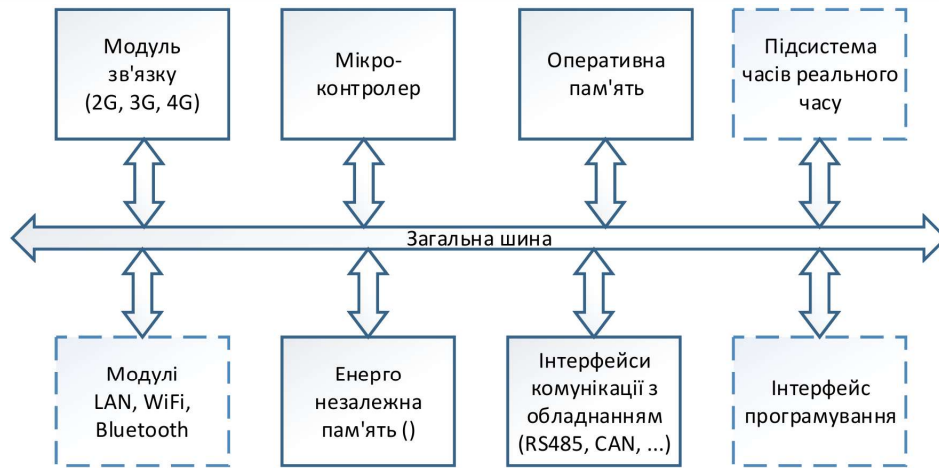 Модуль
зв'язку
(2G, 3G, 4G)
Мікро-
контролер
Оперативна
пам'ять
Підсистема
часів реального
часу
Загальна шина
Модулі
LAN, WiFi,
Bluetooth
Енерго
незалежна
пам'ять ()
Інтерфейси
комунікації з
обладнанням
(RS485, CAN, ...)
Інтерфейс
програмування